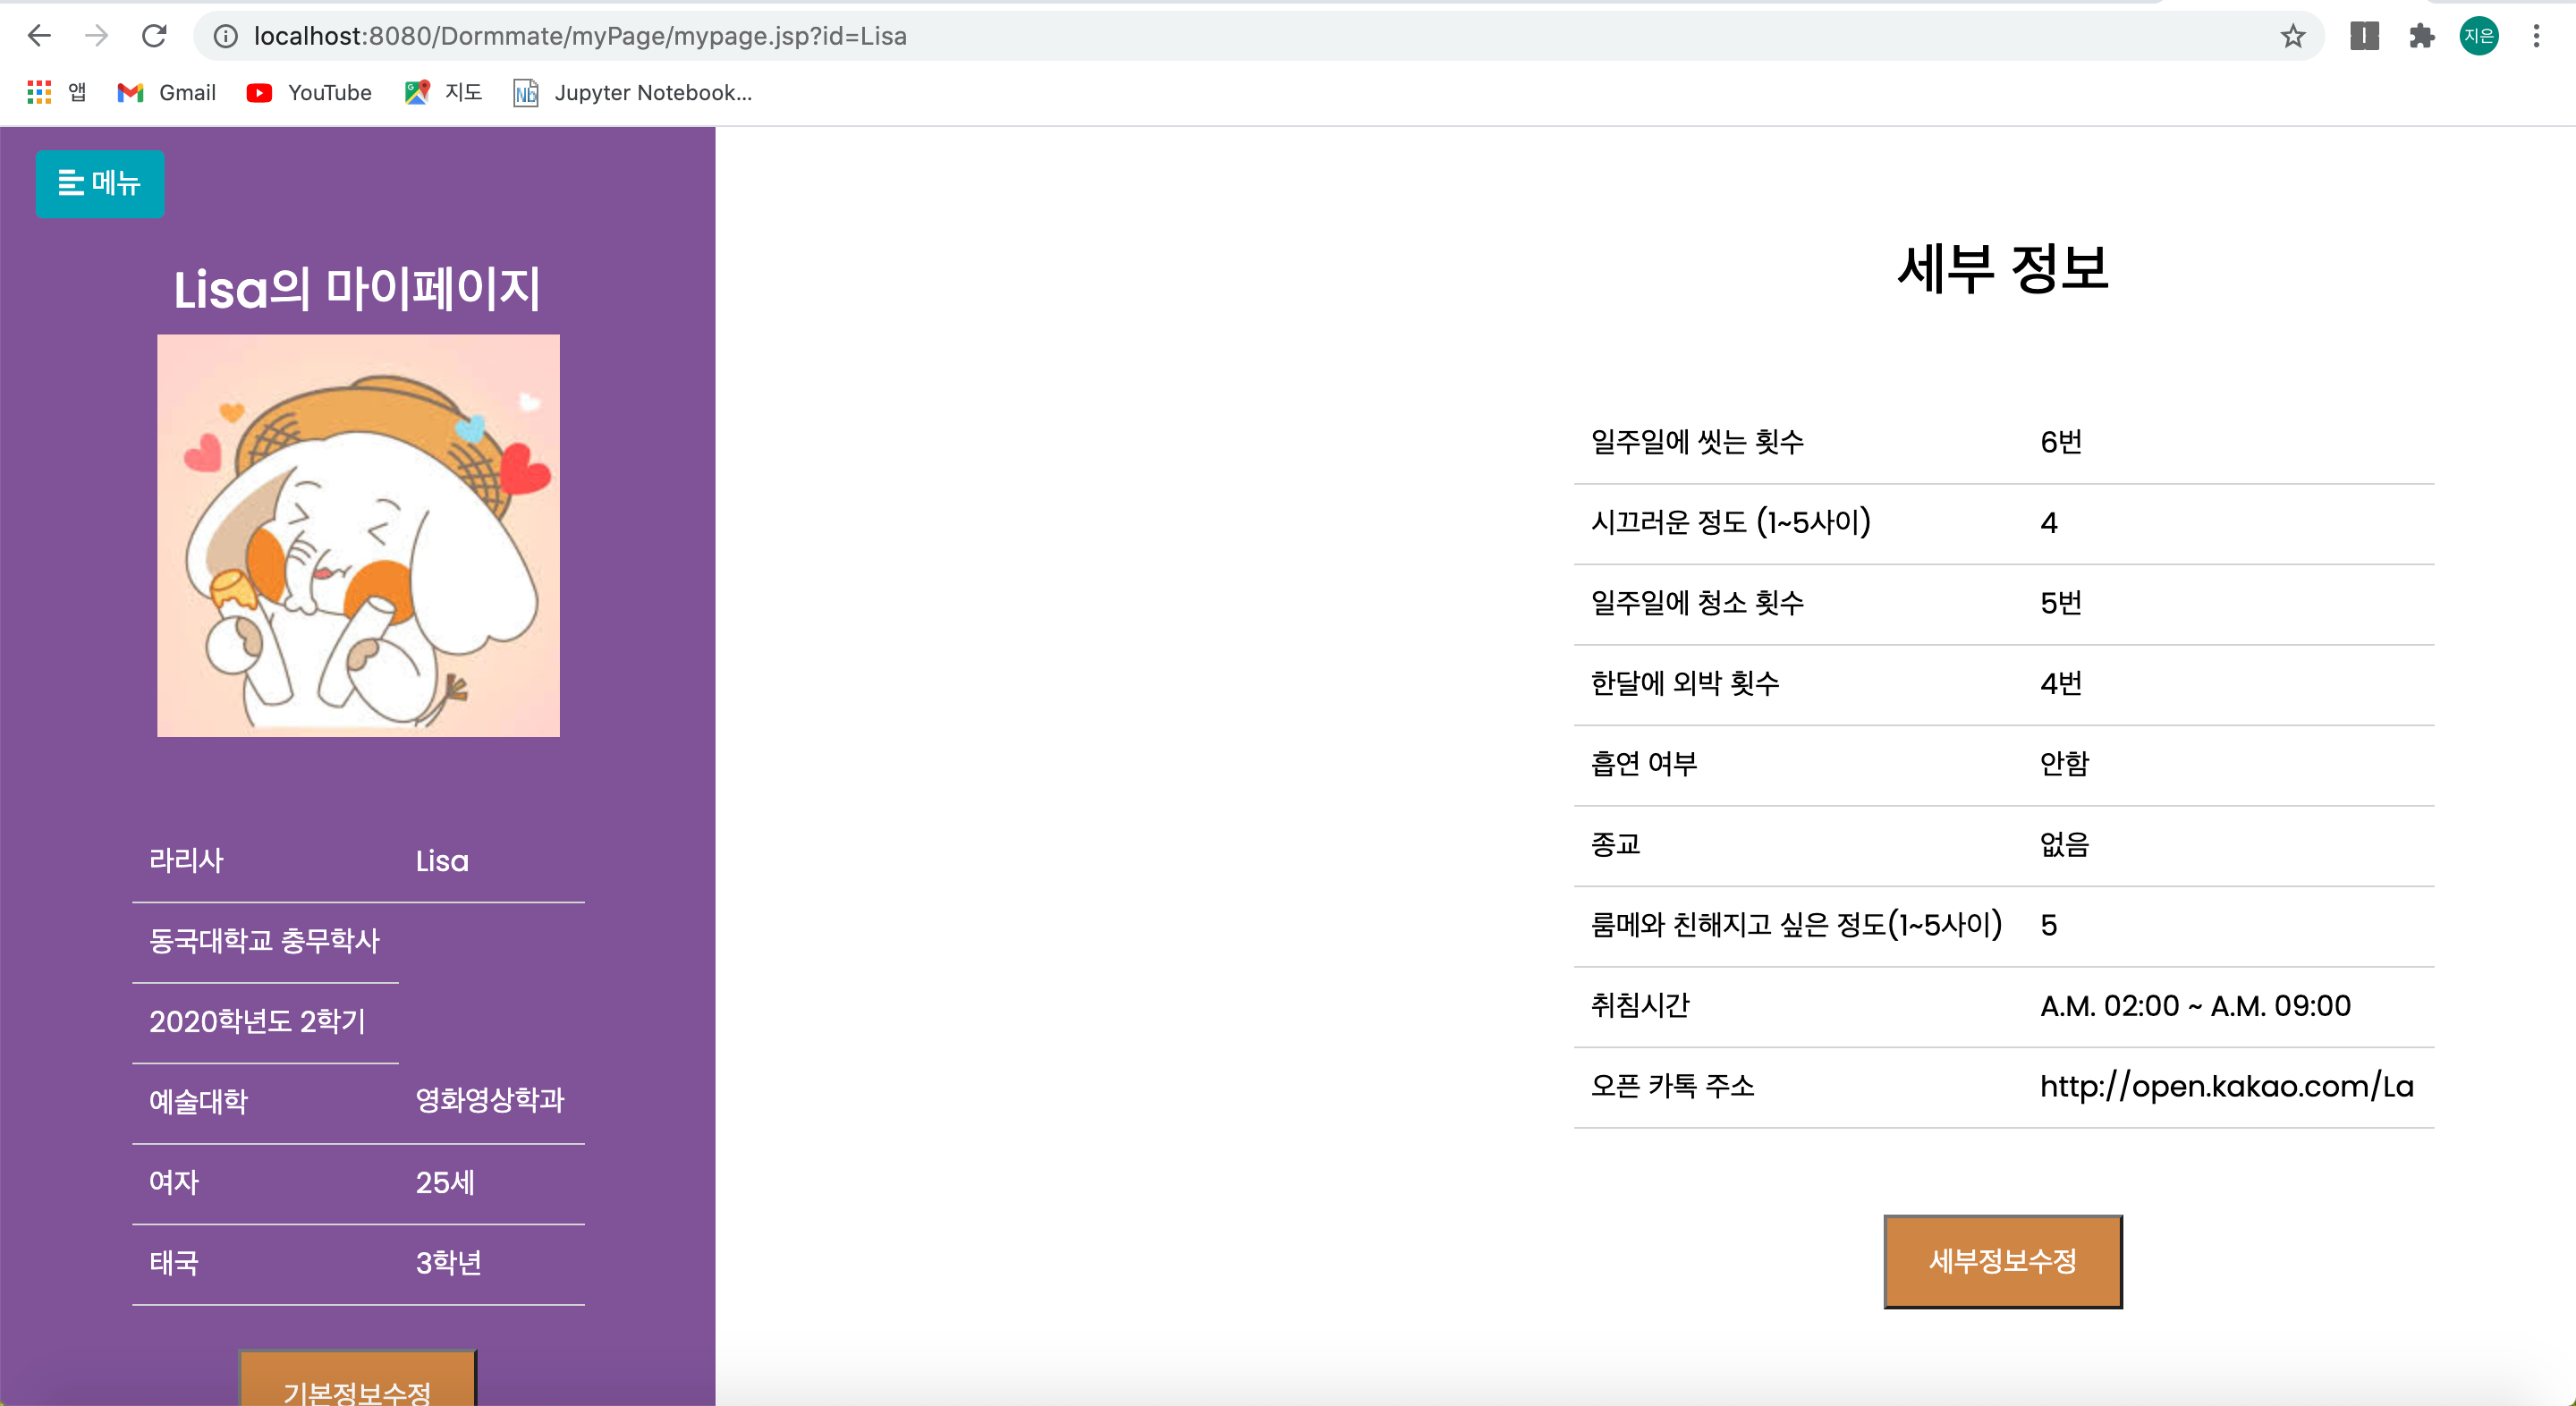 localhost:8080/Dormmate/myPage/mypage.jsp?id=Lisa
지은
앱 Gmail YouTube 지도 Jupyter Notebook...
메뉴
Lisa의 마이페이지
라리사 Lisa
동국대학교 충무학사
2020학년도 2학기
예술대학 영화영상학과
여자 25세
태국 3학년
기본정보수정
세부 정보
일주일에 씻는 횟수 6번
시끄러운 정도 (1~5사이) 4
일주일에 청소 횟수 5번
한달에 외박 횟수 4번
흡연 여부 안함
종교 없음
룸메와 친해지고 싶은 정도(1~5사이) 5
취침시간 A.M. 02:00 ~ A.M. 09:00
오픈 카톡 주소 http://open.kakao.com/La
세부정보수정